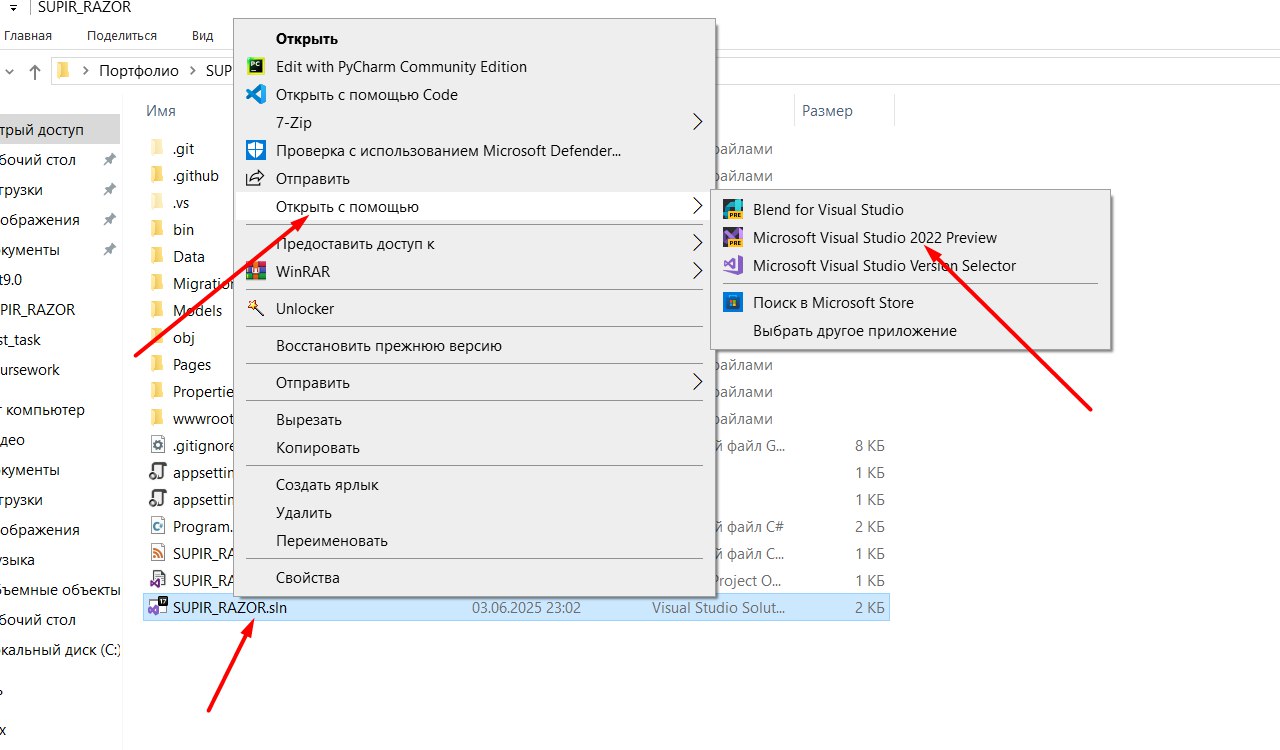 SUPIR_RAZOR
Главная Поделиться Вид
Портфолио SUP
Имя Размер
трый доступ
бочий стол
грузки
ображения
кументы
t9.0
PIR_RAZOR
st_task
ursework
т компьютер
део
кументы
грузки
ображения
зыка
бъемные объекты
бочий стол
кальный диск (C:)
.git файлами
.github файлами
.vs
bin
Data
Migration
Models
obj
Pages файлами
Propertie файлами
wwwroot файлами
.gitignore й файл G... 8 КБ
appsettin 1 КБ
appsettin 1 КБ
Program. й файл C# 2 КБ
SUPIR_RA й файл C... 1 КБ
SUPIR_RA Project O... 1 КБ
SUPIR_RAZOR.sln 03.06.2025 23:02 Visual Studio Solut... 2 КБ
Открыть
Edit with PyCharm Community Edition
Открыть с помощью Code
7-Zip
Проверка с использованием Microsoft Defender...
Отправить
Открыть с помощью
Предоставить доступ к
WinRAR
Unlocker
Восстановить прежнюю версию
Отправить
Вырезать
Копировать
Создать ярлык
Удалить
Переименовать
Свойства
Blend for Visual Studio
Microsoft Visual Studio 2022 Preview
Microsoft Visual Studio Version Selector
Поиск в Microsoft Store
Выбрать другое приложение